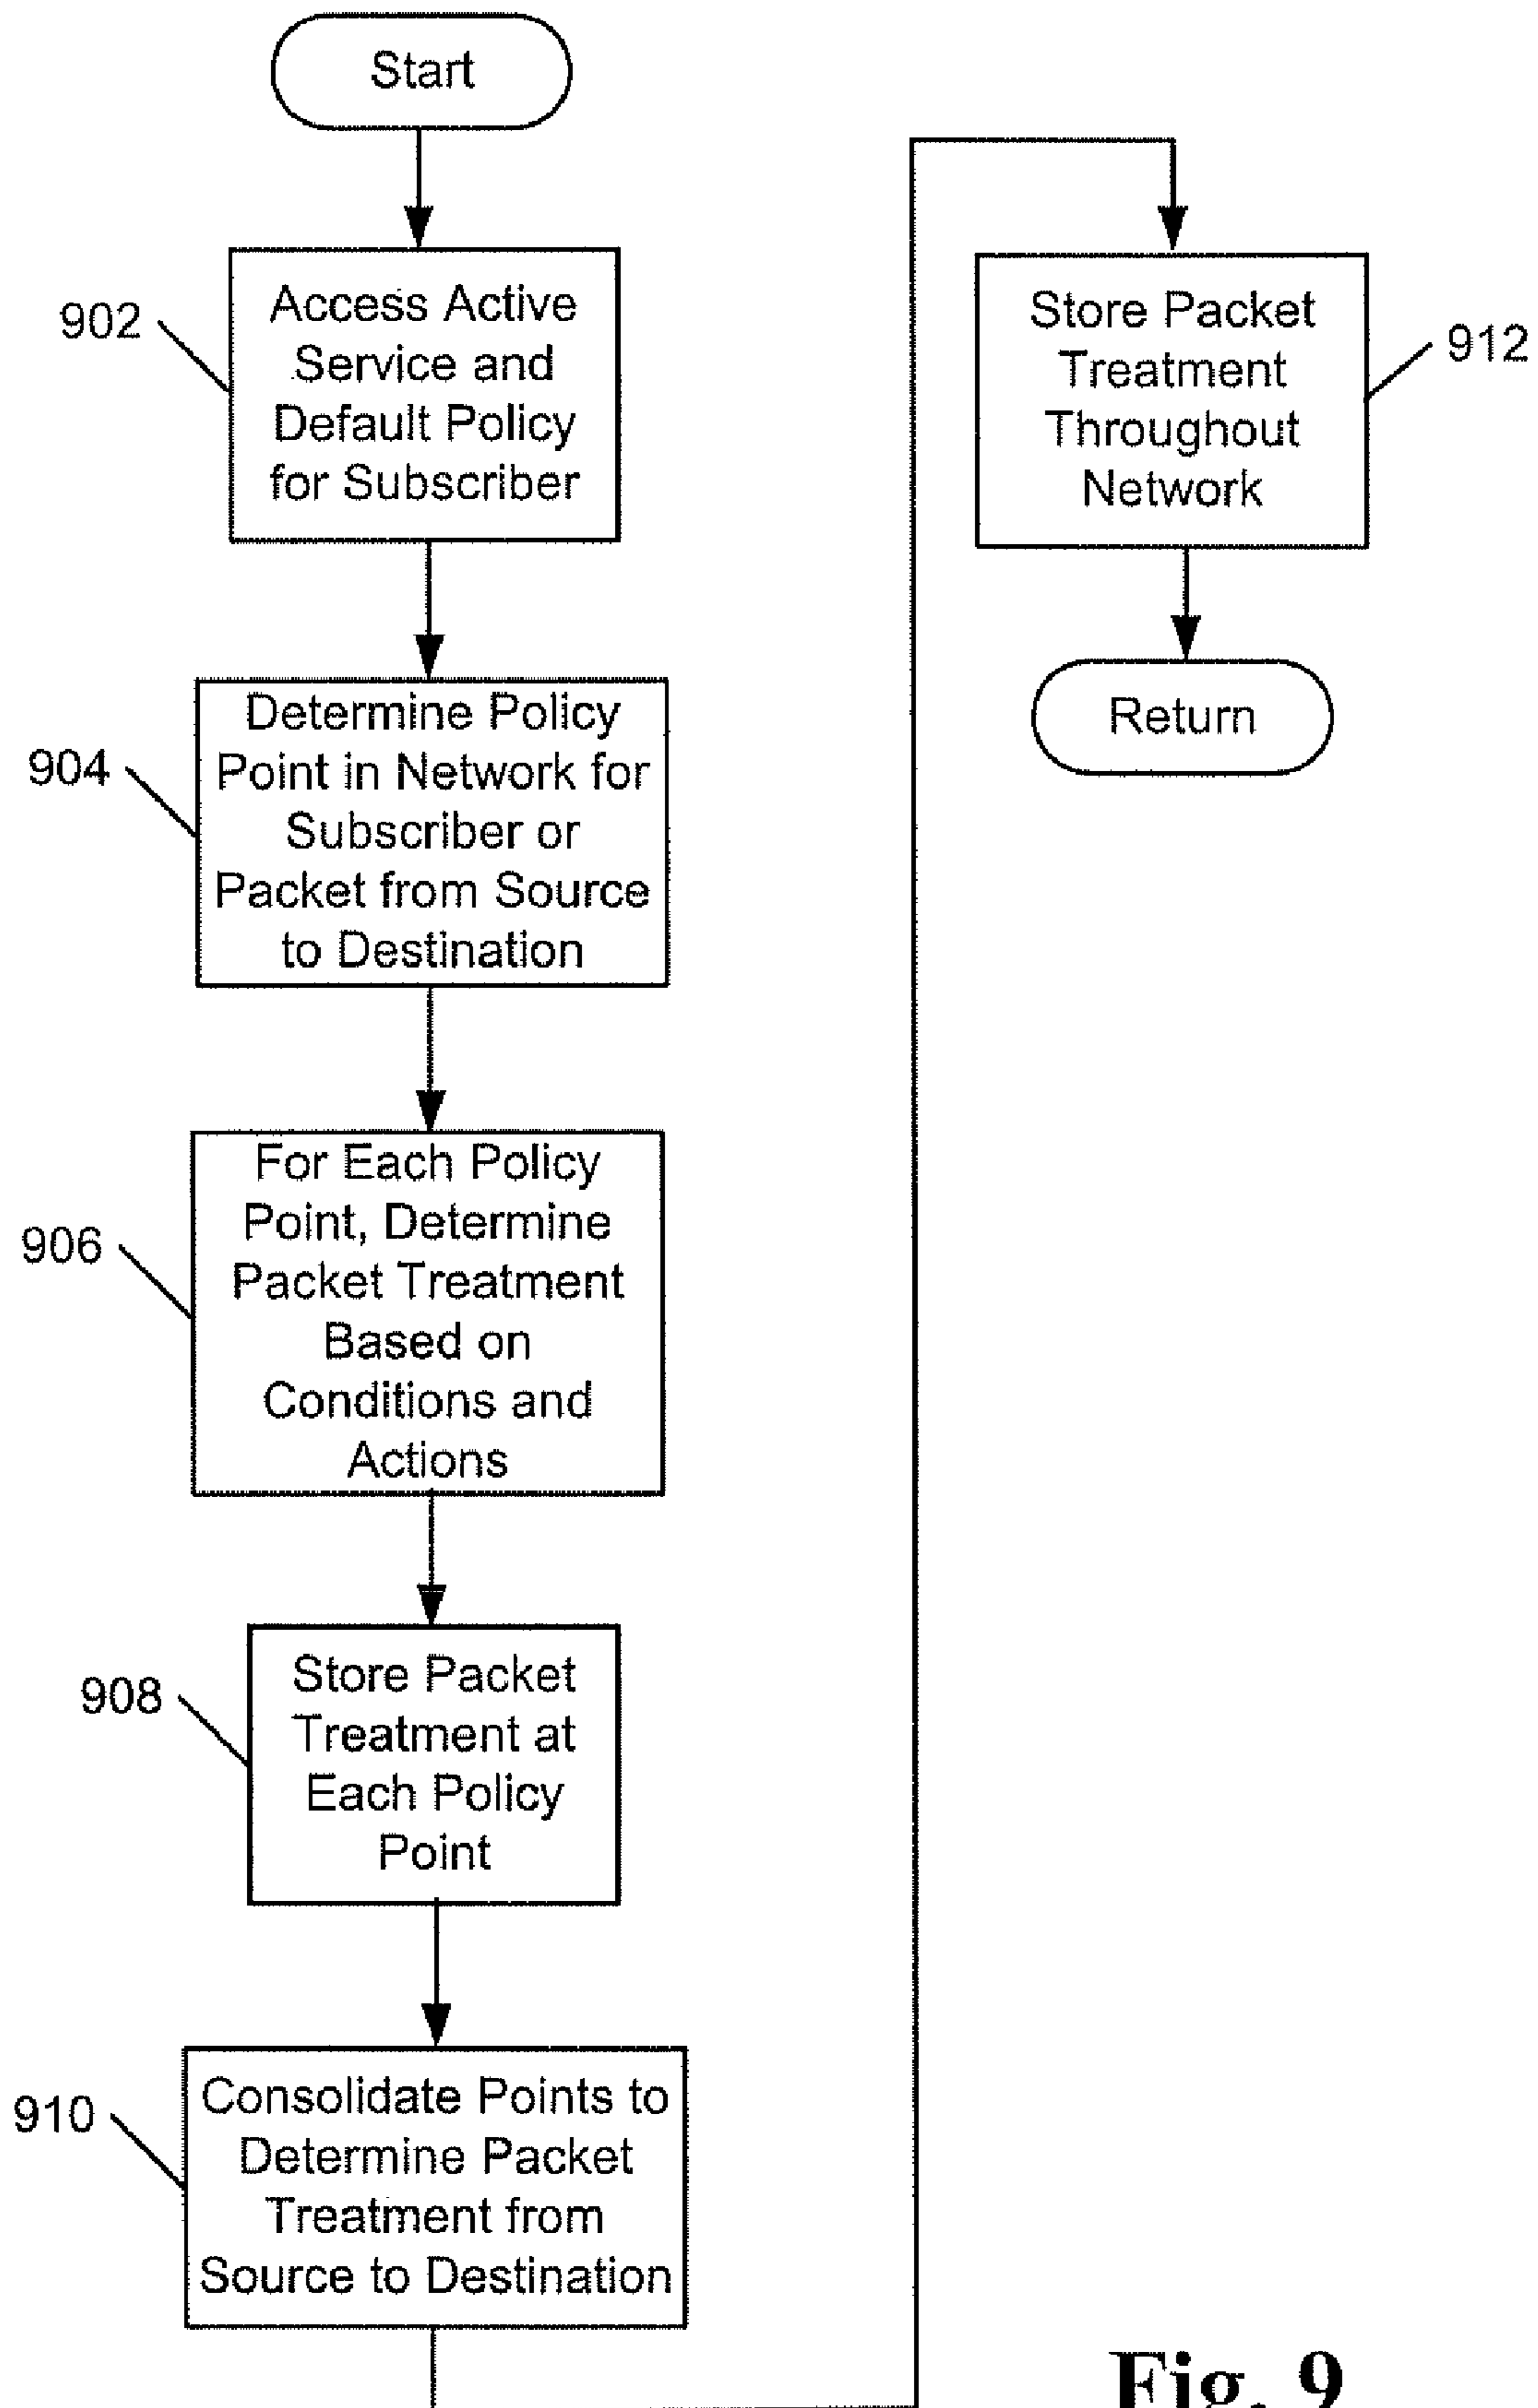 Start
902
Access Active
Service and
Default Policy
for Subscriber
904
Determine Policy
Point in Network for
Subscriber or
Packet from Source
to Destination
906
For Each Policy
Point, Determine
Packet Treatment
Based on
Conditions and
Actions
908
Store Packet
Treatment at
Each Policy
Point
910
Consolidate Points to
Determine Packet
Treatment from
Source to Destination
Store Packet
Treatment
Throughout
Network
912
Return
Fig. 9